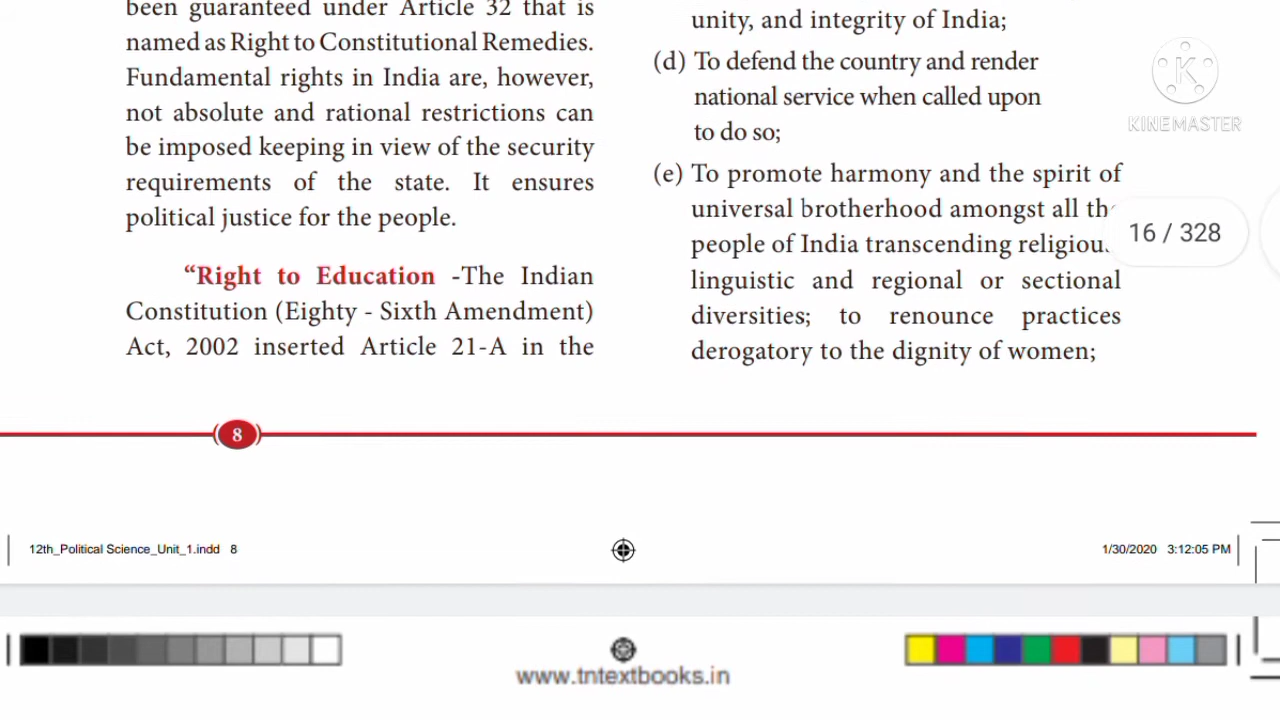 been guaranteed under Article 32 that is
named as Right to Constitutional Remedies.
Fundamental rights in India are, however,
not absolute and rational restrictions can
be imposed keeping in view of the security
requirements of the state. It ensures
political justice for the people.
“Right to Education -The Indian
Constitution (Eighty - Sixth Amendment)
Act, 2002 inserted Article 21-A in the
unity, and integrity of India;
(d) To defend the country and render
national service when called upon
to do so;
(e) To promote harmony and the spirit of
universal brotherhood amongst all the
people of India transcending religiou
linguistic and regional or sectional
diversities; to renounce practices
derogatory to the dignity of women;
KINEMASTER
16 / 328
8
12th_Political Science_Unit_1.indd 8
1/30/2020 3:12:05 PM
www.tntextbooks.in